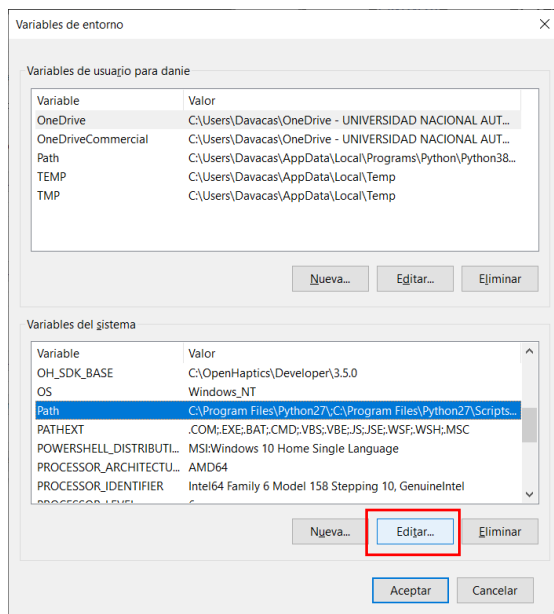 Variables de entorno
Variables de usuario para danie
Variable Valor
OneDrive C:\Users\Davacas\OneDrive - UNIVERSIDAD NACIONAL AUT...
OneDriveCommercial C:\Users\Davacas\OneDrive - UNIVERSIDAD NACIONAL AUT...
Path C:\Users\Davacas\AppData\Local\Programs\Python\Python38...
TEMP C:\Users\Davacas\AppData\Local\Temp
TMP C:\Users\Davacas\AppData\Local\Temp
Nueva... Editar... Eliminar
Variables del sistema
Variable Valor
OH_SDK_BASE C:\OpenHaptics\Developer\3.5.0
OS Windows_NT
Path C:\Program Files\Python27\;C:\Program Files\Python27\Scripts...
PATHEXT .COM;.EXE;.BAT;.CMD;.VBS;.VBE;.JS;.JSE;.WSF;.WSH;.MSC
POWERSHELL_DISTRIBUTI... MSI:Windows 10 Home Single Language
PROCESSOR_ARCHITECTU... AMD64
PROCESSOR_IDENTIFIER Intel64 Family 6 Model 158 Stepping 10, GenuineIntel
Nueva... Editar... Eliminar
Aceptar Cancelar